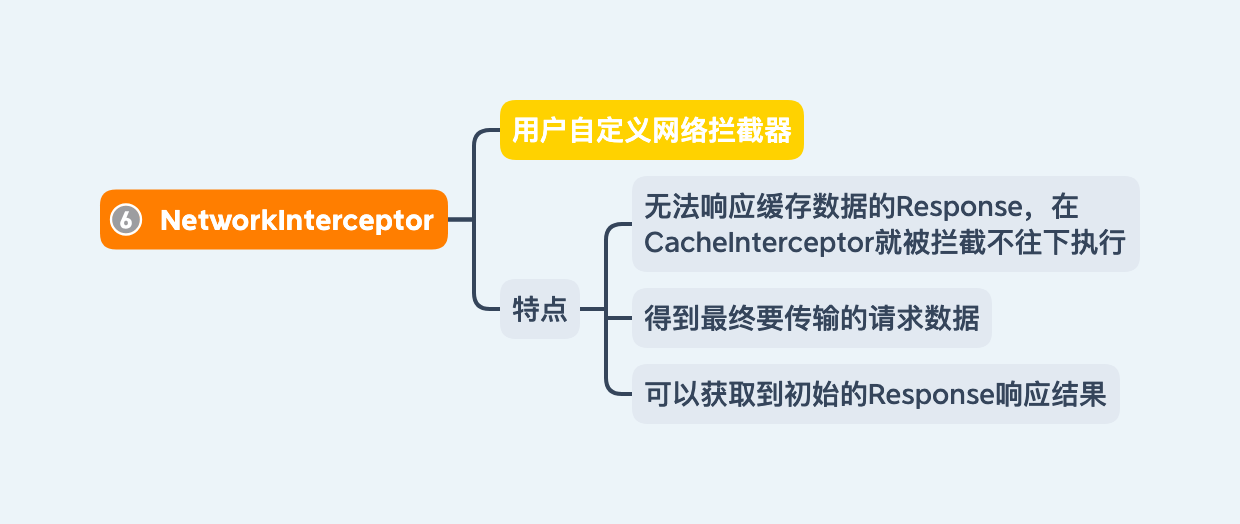 6 NetworkInterceptor
用户自定义网络拦截器
特点
无法响应缓存数据的Response，在
CacheInterceptor就被拦截不往下执行
得到最终要传输的请求数据
可以获取到初始的Response响应结果